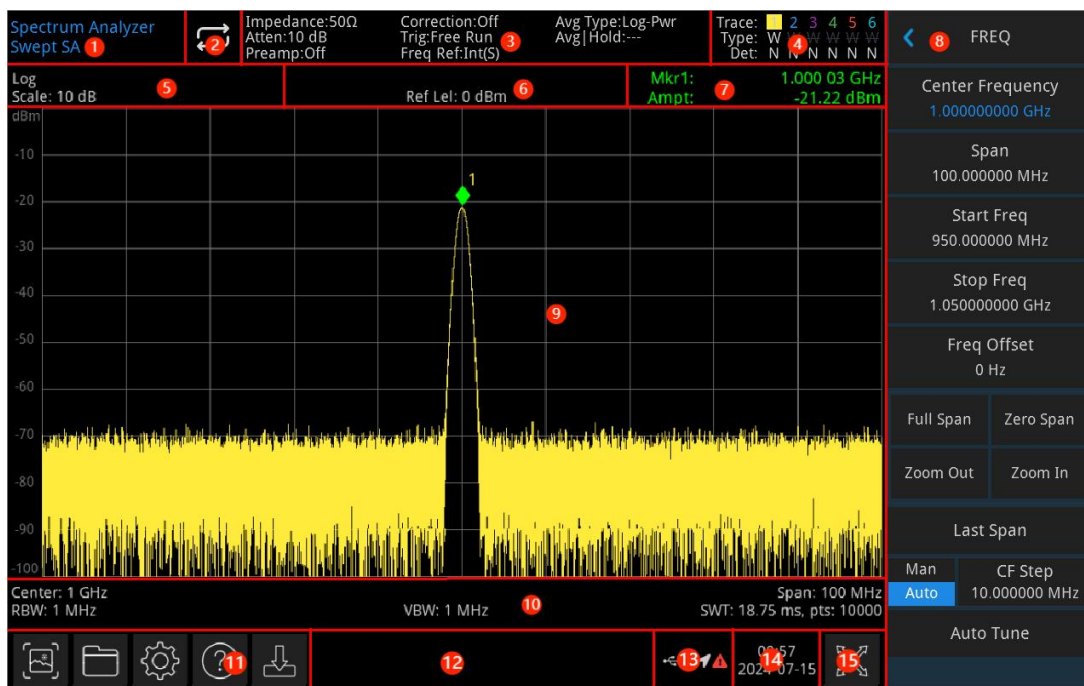 Spectrum Analyzer
Swept SA 1
2
Impedance:50Ω
Atten:10 dB
Preamp:Off
Correction:Off
Trig:Free Run
Freq Ref:Int(S)
3
Avg Type:Log-Pwr
Avg|Hold:---
Trace: 1 2 3 4 5 6
Type: W W W W W
Det: N N N N N N
4
Log
Scale: 10 dB
5
Ref Lel: 0 dBm 6
Mkr1: 1.000 03 GHz
Ampt: -21.22 dBm
7
dBm
-10
-20
-30
-40
-50
-60
-70
-80
-90
-100
1
9
Center: 1 GHz
RBW: 1 MHz
VBW: 1 MHz
10
Span: 100 MHz
SWT: 18.75 ms, pts: 10000
?
11
12
13
14
15
8 FREQ
Center Frequency
1.000000000 GHz
Span
100.000000 MHz
Start Freq
950.000000 MHz
Stop Freq
1.050000000 GHz
Freq Offset
0 Hz
Full Span Zero Span
Zoom Out Zoom In
Last Span
Man
Auto
CF Step
10.000000 MHz
Auto Tune